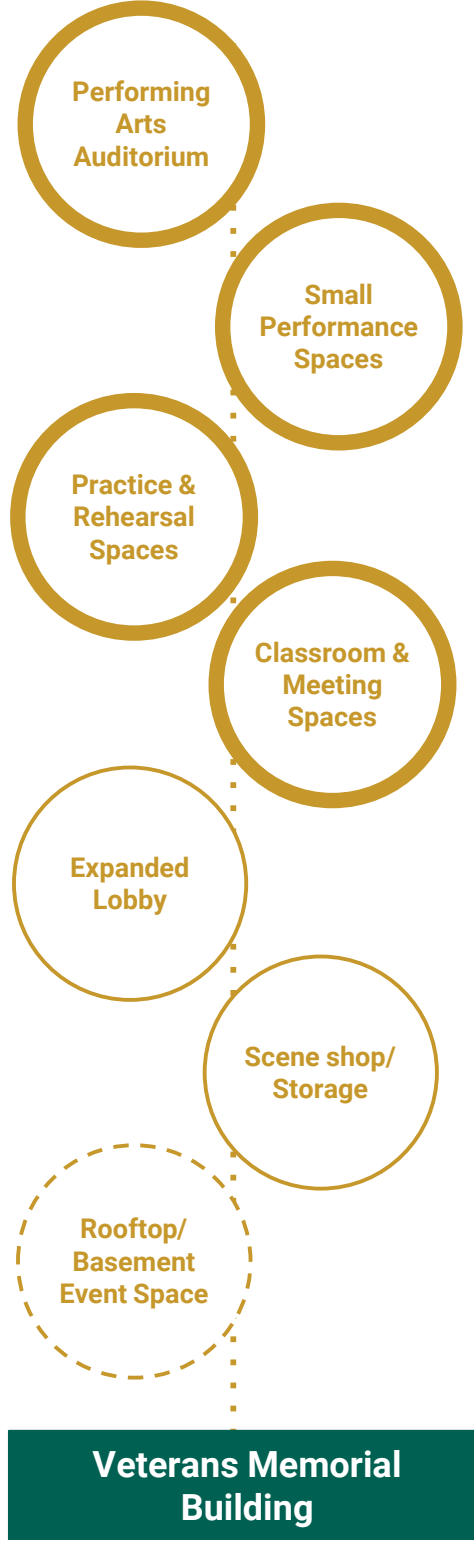 Performing
Arts
Auditorium
Small
Performance
Spaces
Practice &
Rehearsal
Spaces
Classroom &
Meeting
Spaces
Expanded
Lobby
Scene shop/
Storage
Rooftop/
Basement
Event Space
Veterans Memorial
Building